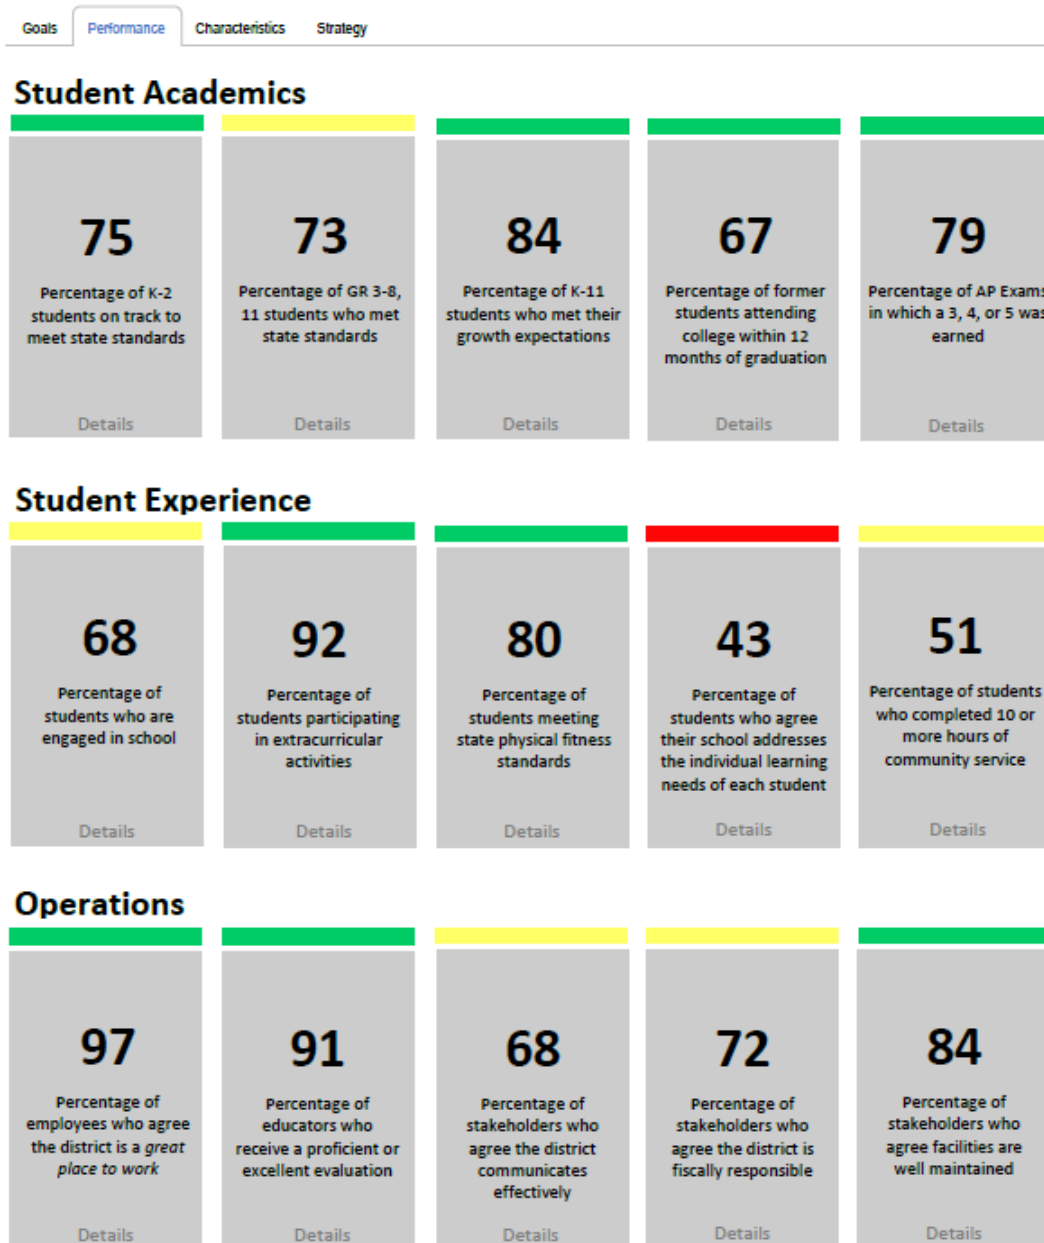 Goals Performance Characteristics Strategy
Student Academics
75
Percentage of K-2
students on track to
meet state standards
Details
73
Percentage of GR 3-8,
11 students who met
state standards
Details
84
Percentage of K-11
students who met their
growth expectations
Details
67
Percentage of former
students attending
college within 12
months of graduation
Details
79
Percentage of AP Exams
in which a 3, 4, or 5 was
earned
Details
Student Experience
68
Percentage of
students who are
engaged in school
Details
92
Percentage of
students participating
in extracurricular
activities
Details
80
Percentage of
students meeting
state physical fitness
standards
Details
43
Percentage of
students who agree
their school addresses
the individual learning
needs of each student
Details
51
Percentage of students
who completed 10 or
more hours of
community service
Details
Operations
97
Percentage of
employees who agree
the district is a great
place to work
Details
91
Percentage of
educators who
receive a proficient or
excellent evaluation
Details
68
Percentage of
stakeholders who
agree the district
communicates
effectively
Details
72
Percentage of
stakeholders who
agree the district is
fiscally responsible
Details
84
Percentage of
stakeholders who
agree facilities are
well maintained
Details